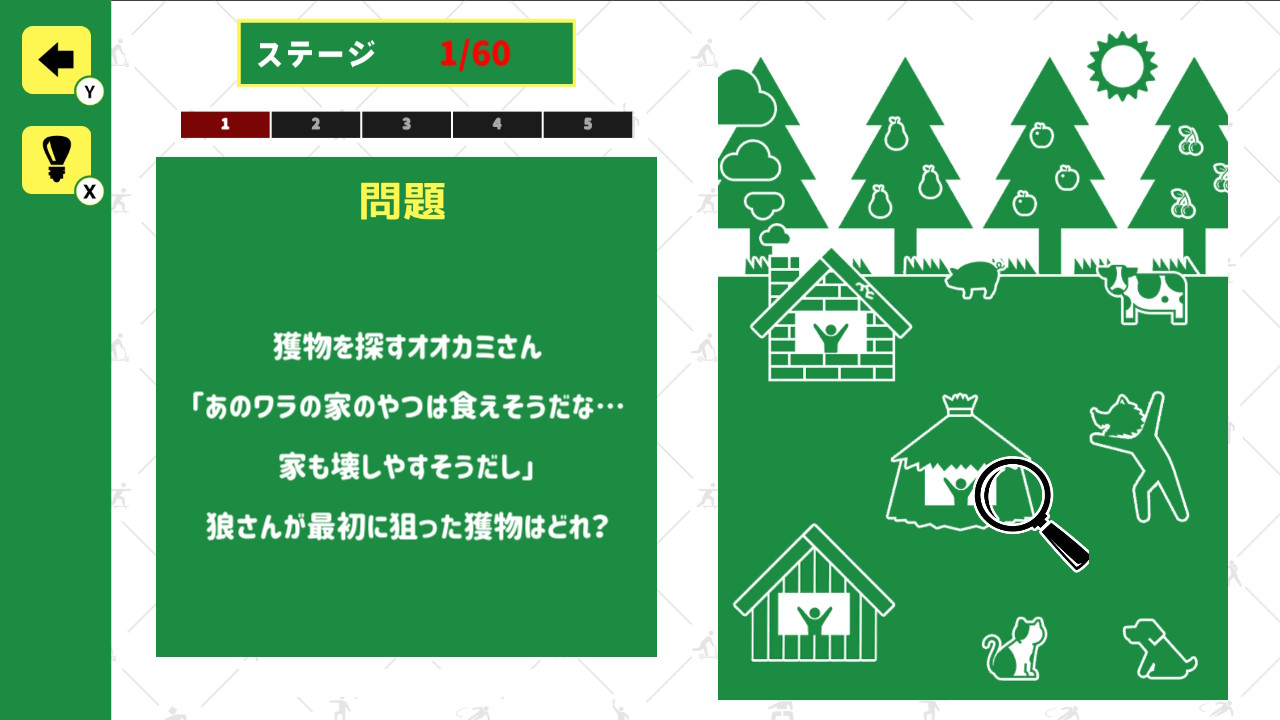 ステージ 1/60
Y
1 2 3 4 5
X
問題
獲物を探すオオカミさん
「あのワラの家のやつは食えそうだな…
家も壊しやすそうだし」
狼さんが最初に狙った獲物はどれ?